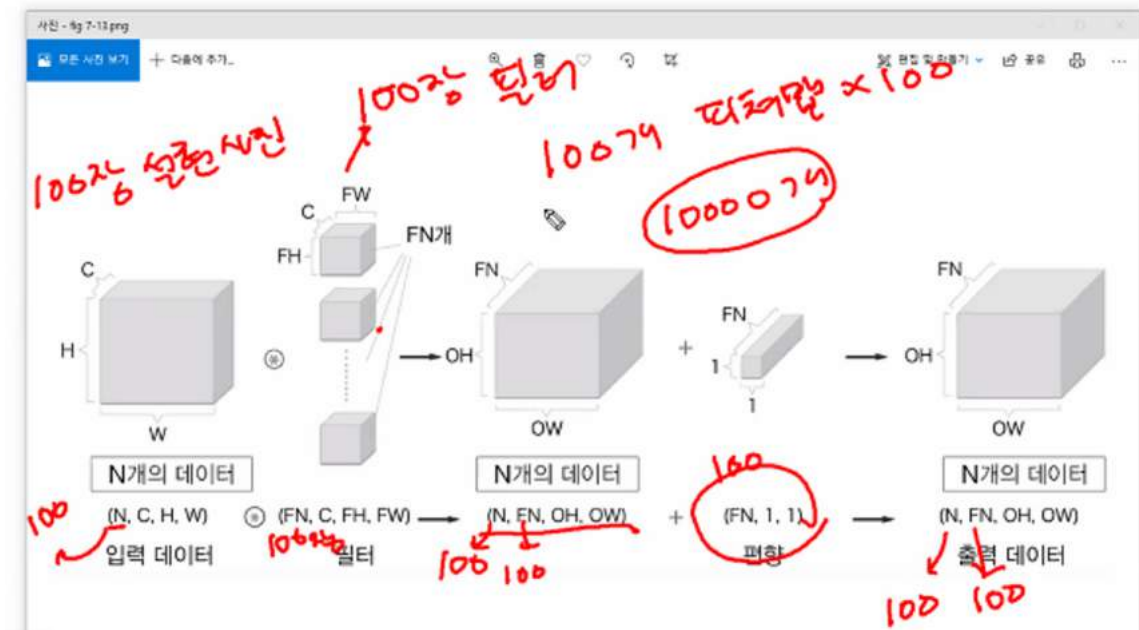 사진 - fig 7-13.png
모든 사진 보기
다음에 추가..
편집 및 만들기
공유
100장 설현 사진
100장 필터
100개 피쳐맵 x 100
10000개
C
FW
FH
FN개
C
H
W
FN
OH
OW
+
FN
1
1
FN
OH
OW
N개의 데이터
N개의 데이터
N개의 데이터
100
100
(N, C, H, W) ⊛ (FN, C, FH, FW) → (N, FN, OH, OW) + (FN, 1, 1) → (N, FN, OH, OW)
입력 데이터
100장
필터
편향
출력 데이터
100 100
100 100